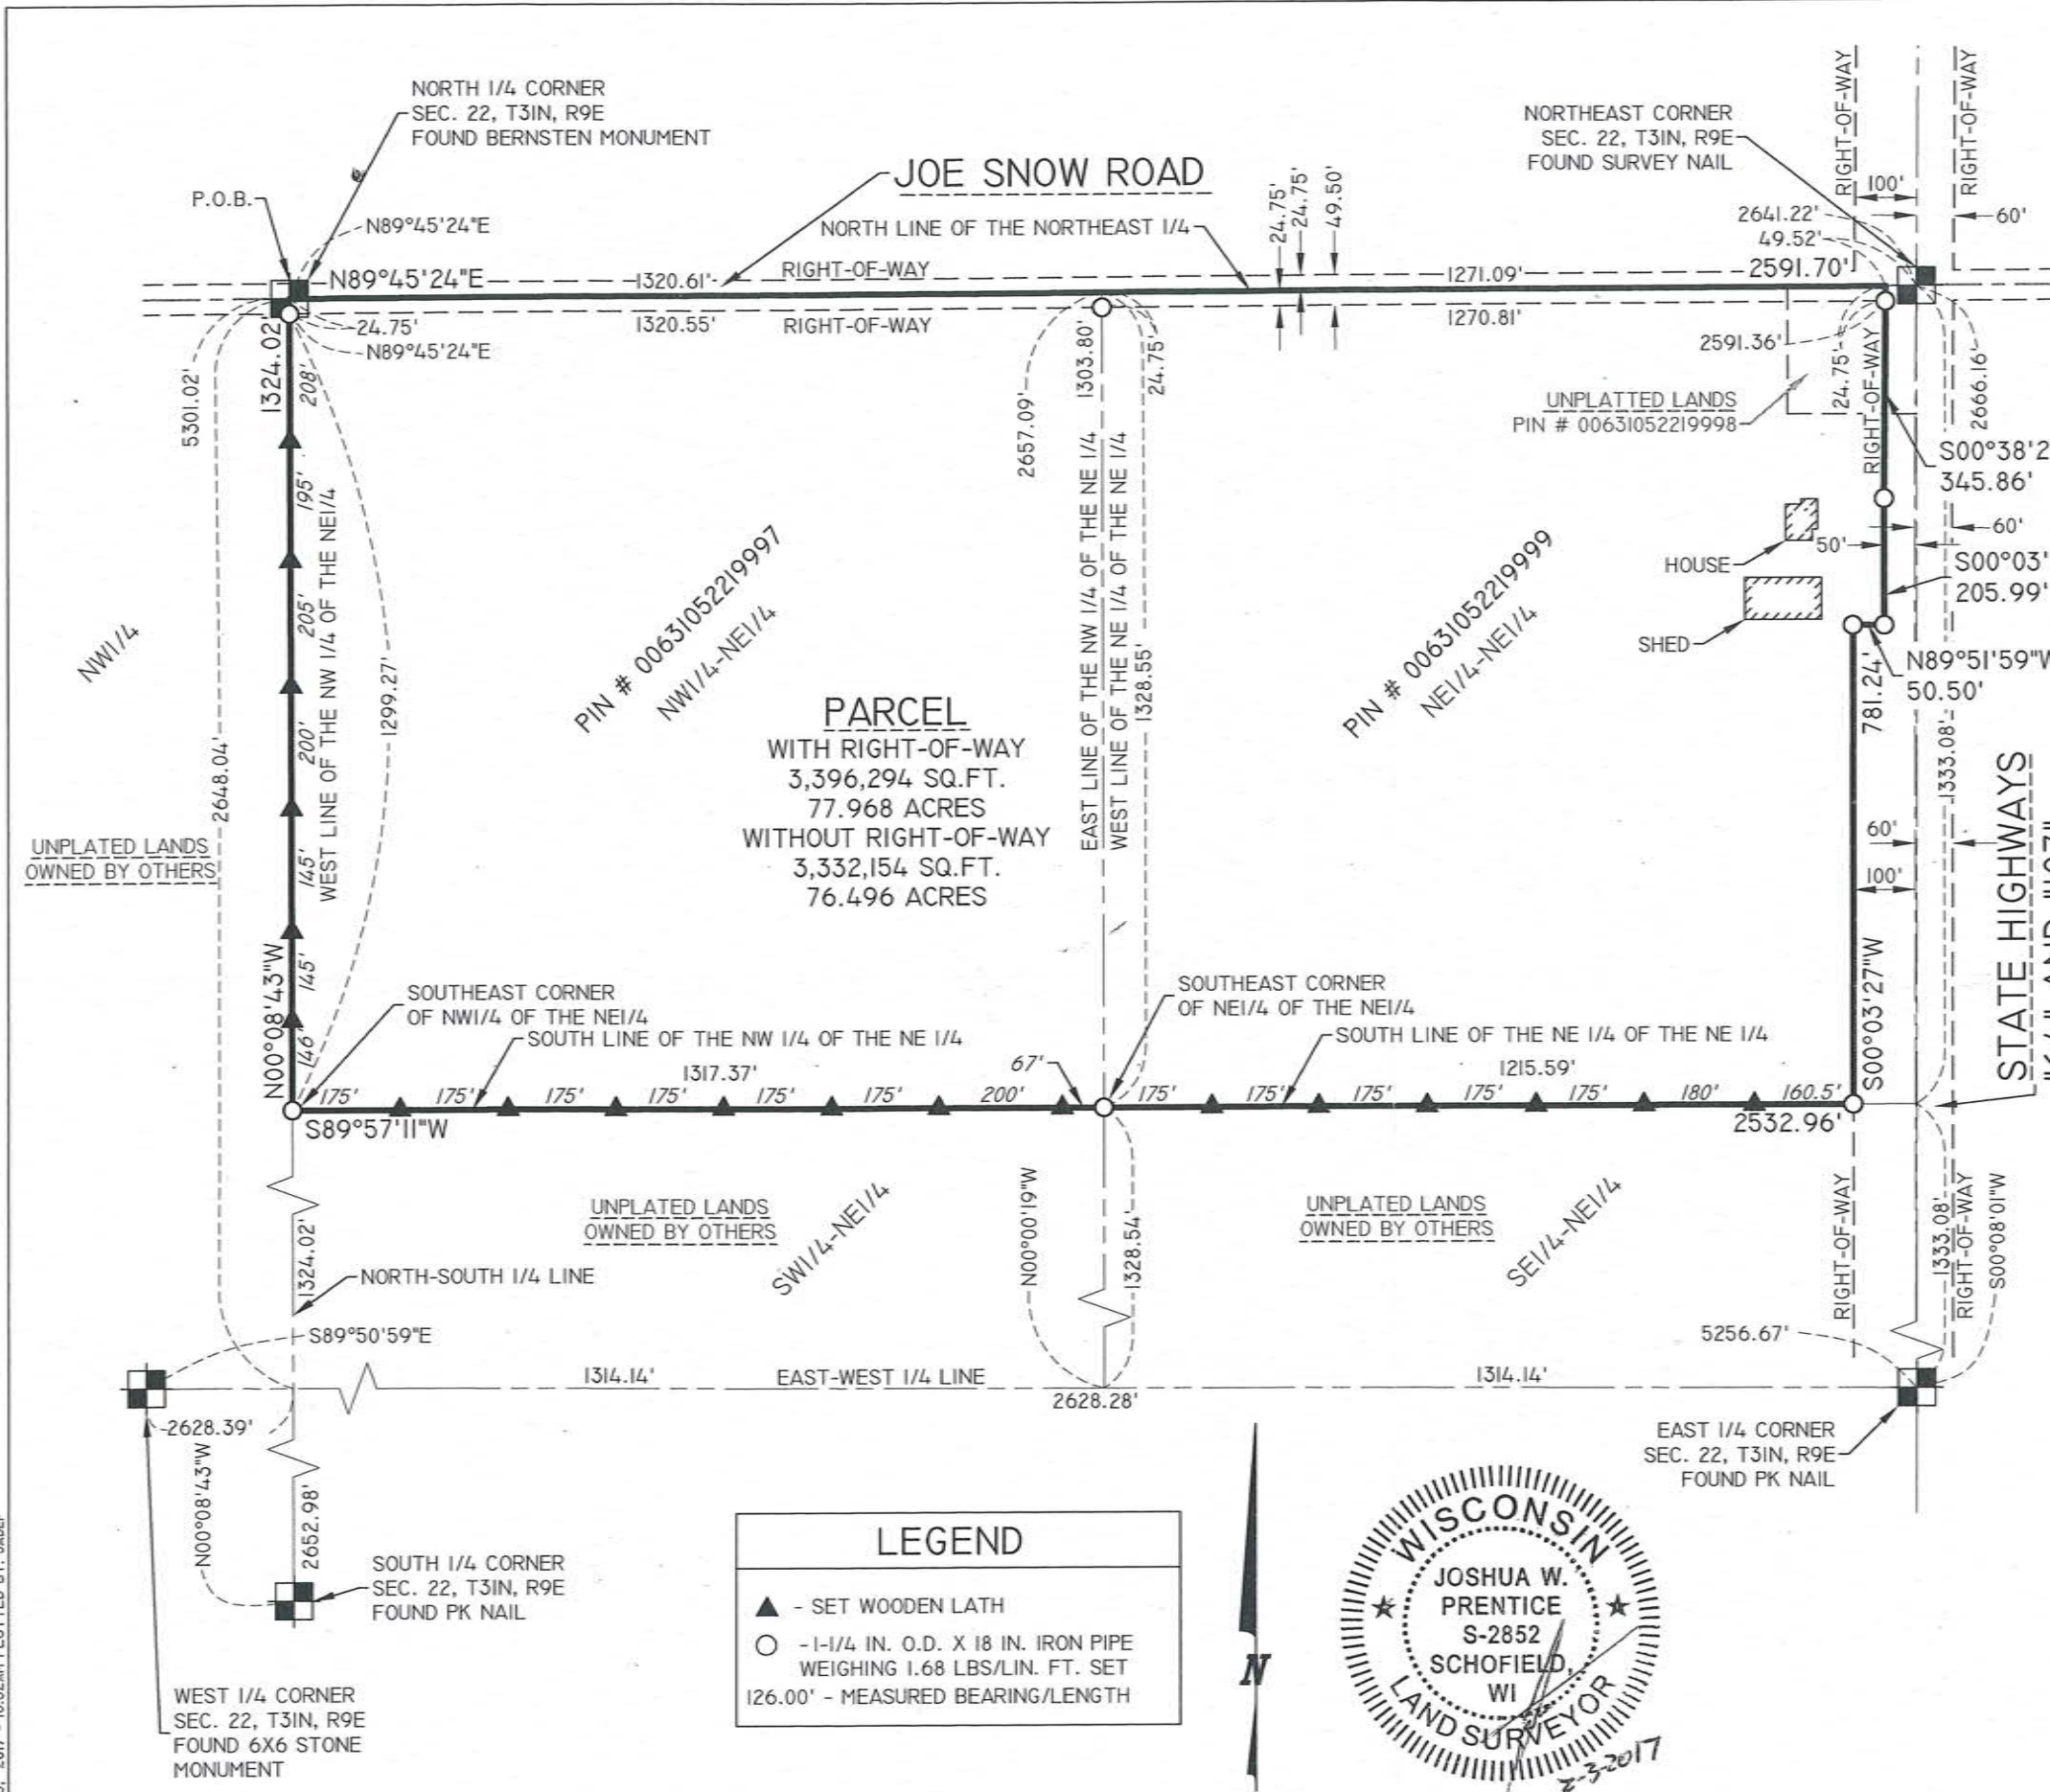 NORTH 1/4 CORNER
SEC. 22, T31N, R9E
FOUND BERNSTEN MONUMENT
P.O.B.
N89°45'24"E
JOE SNOW ROAD
NORTH LINE OF THE NORTHEAST 1/4
24.75'
24.75'
49.50'
NORTHEAST CORNER
SEC. 22, T31N, R9E
FOUND SURVEY NAIL
RIGHT-OF-WAY
RIGHT-OF-WAY
100'
60'
2641.22'
49.52'
N89°45'24"E
1320.61'
RIGHT-OF-WAY
1271.09'
2591.70'
24.75'
N89°45'24"E
1320.55'
RIGHT-OF-WAY
1270.81'
2591.36'
24.75'
RIGHT-OF-WAY
2666.16'
5301.02'
1324.02
208'
195'
205'
200'
145'
145'
146'
WEST LINE OF THE NW 1/4 OF THE NE1/4
1299.27'
2648.04'
N00°08'43"W
2657.09'
1303.80'
24.75'
EAST LINE OF THE NW 1/4 OF THE NE 1/4
WEST LINE OF THE NE 1/4 OF THE NE 1/4
1328.55'
UNPLATTED LANDS
PIN # 00631052219998
S00°38'2
345.86'
60'
50'
S00°03'
205.99'
HOUSE
SHED
N89°51'59"W
50.50'
781.24'
1333.08'
NW1/4
PIN # 00631052219997
NW1/4-NE1/4
PIN # 00631052219999
NE1/4-NE1/4
PARCEL
WITH RIGHT-OF-WAY
3,396,294 SQ.FT.
77.968 ACRES
WITHOUT RIGHT-OF-WAY
3,332,154 SQ.FT.
76.496 ACRES
UNPLATED LANDS
OWNED BY OTHERS
60'
100'
S00°03'27"W
STATE HIGHWAYS
SOUTHEAST CORNER
OF NW1/4 OF THE NE1/4
SOUTH LINE OF THE NW 1/4 OF THE NE 1/4
1317.37'
67'
SOUTHEAST CORNER
OF NE1/4 OF THE NE1/4
SOUTH LINE OF THE NE 1/4 OF THE NE 1/4
1215.59'
175' 175' 175' 175' 175' 175' 200'
175' 175' 175' 175' 175' 180' 160.5'
S89°57'11"W
2532.96'
UNPLATED LANDS
OWNED BY OTHERS
SW1/4-NE1/4
N00°00'19"W
1328.54'
UNPLATED LANDS
OWNED BY OTHERS
SE1/4-NE1/4
RIGHT-OF-WAY
1333.08'
RIGHT-OF-WAY
S00°08'01"W
1324.02'
NORTH-SOUTH 1/4 LINE
S89°50'59"E
5256.67'
1314.14'
EAST-WEST 1/4 LINE
2628.28'
1314.14'
2628.39'
N00°08'43"W
2652.98'
EAST 1/4 CORNER
SEC. 22, T31N, R9E
FOUND PK NAIL
SOUTH 1/4 CORNER
SEC. 22, T31N, R9E
FOUND PK NAIL
WEST 1/4 CORNER
SEC. 22, T31N, R9E
FOUND 6X6 STONE
MONUMENT
LEGEND
- SET WOODEN LATH
- 1-1/4 IN. O.D. X 18 IN. IRON PIPE
WEIGHING 1.68 LBS/LIN. FT. SET
126.00' - MEASURED BEARING/LENGTH
N
WISCONSIN
JOSHUA W.
PRENTICE
S-2852
SCHOFIELD,
WI
LAND SURVEYOR
2-3-2017